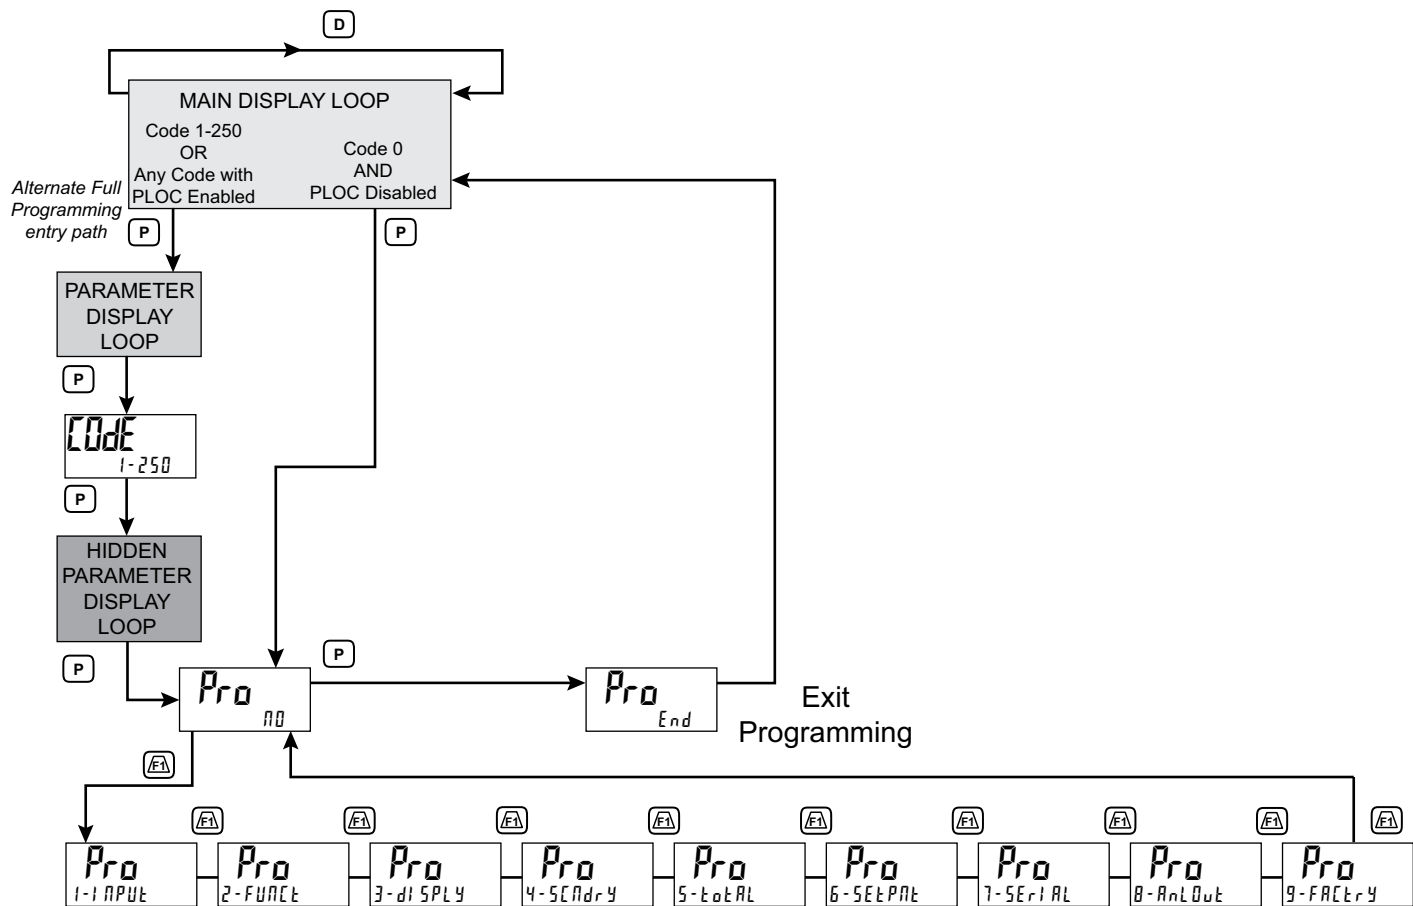 D
MAIN DISPLAY LOOP
Code 1-250
OR
Any Code with
PLOC Enabled
Code 0
AND
PLOC Disabled
Alternate Full
Programming
entry path
P
P
PARAMETER
DISPLAY
LOOP
P
COdE
1-250
P
HIDDEN
PARAMETER
DISPLAY
LOOP
P
Pro
NO
P
Pro
End
Exit
Programming
F1
F1
F1
F1
F1
F1
F1
F1
F1
F1
Pro
1-INPUt
Pro
2-FUNCt
Pro
3-dISPLY
Pro
4-SCNdrY
Pro
5-totAL
Pro
6-SEtPNt
Pro
7-SErIAL
Pro
8-AnLOut
Pro
9-FACtrY